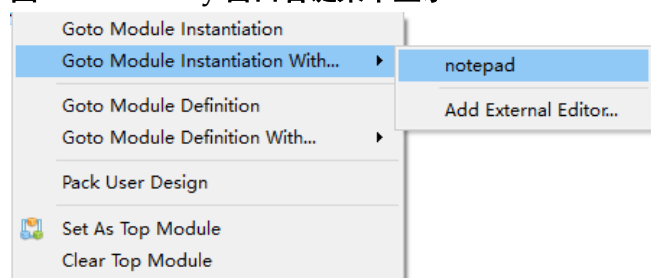 Goto Module Instantiation
Goto Module Instantiation With...
notepad
Add External Editor...
Goto Module Definition
Goto Module Definition With...
Pack User Design
Set As Top Module
Clear Top Module